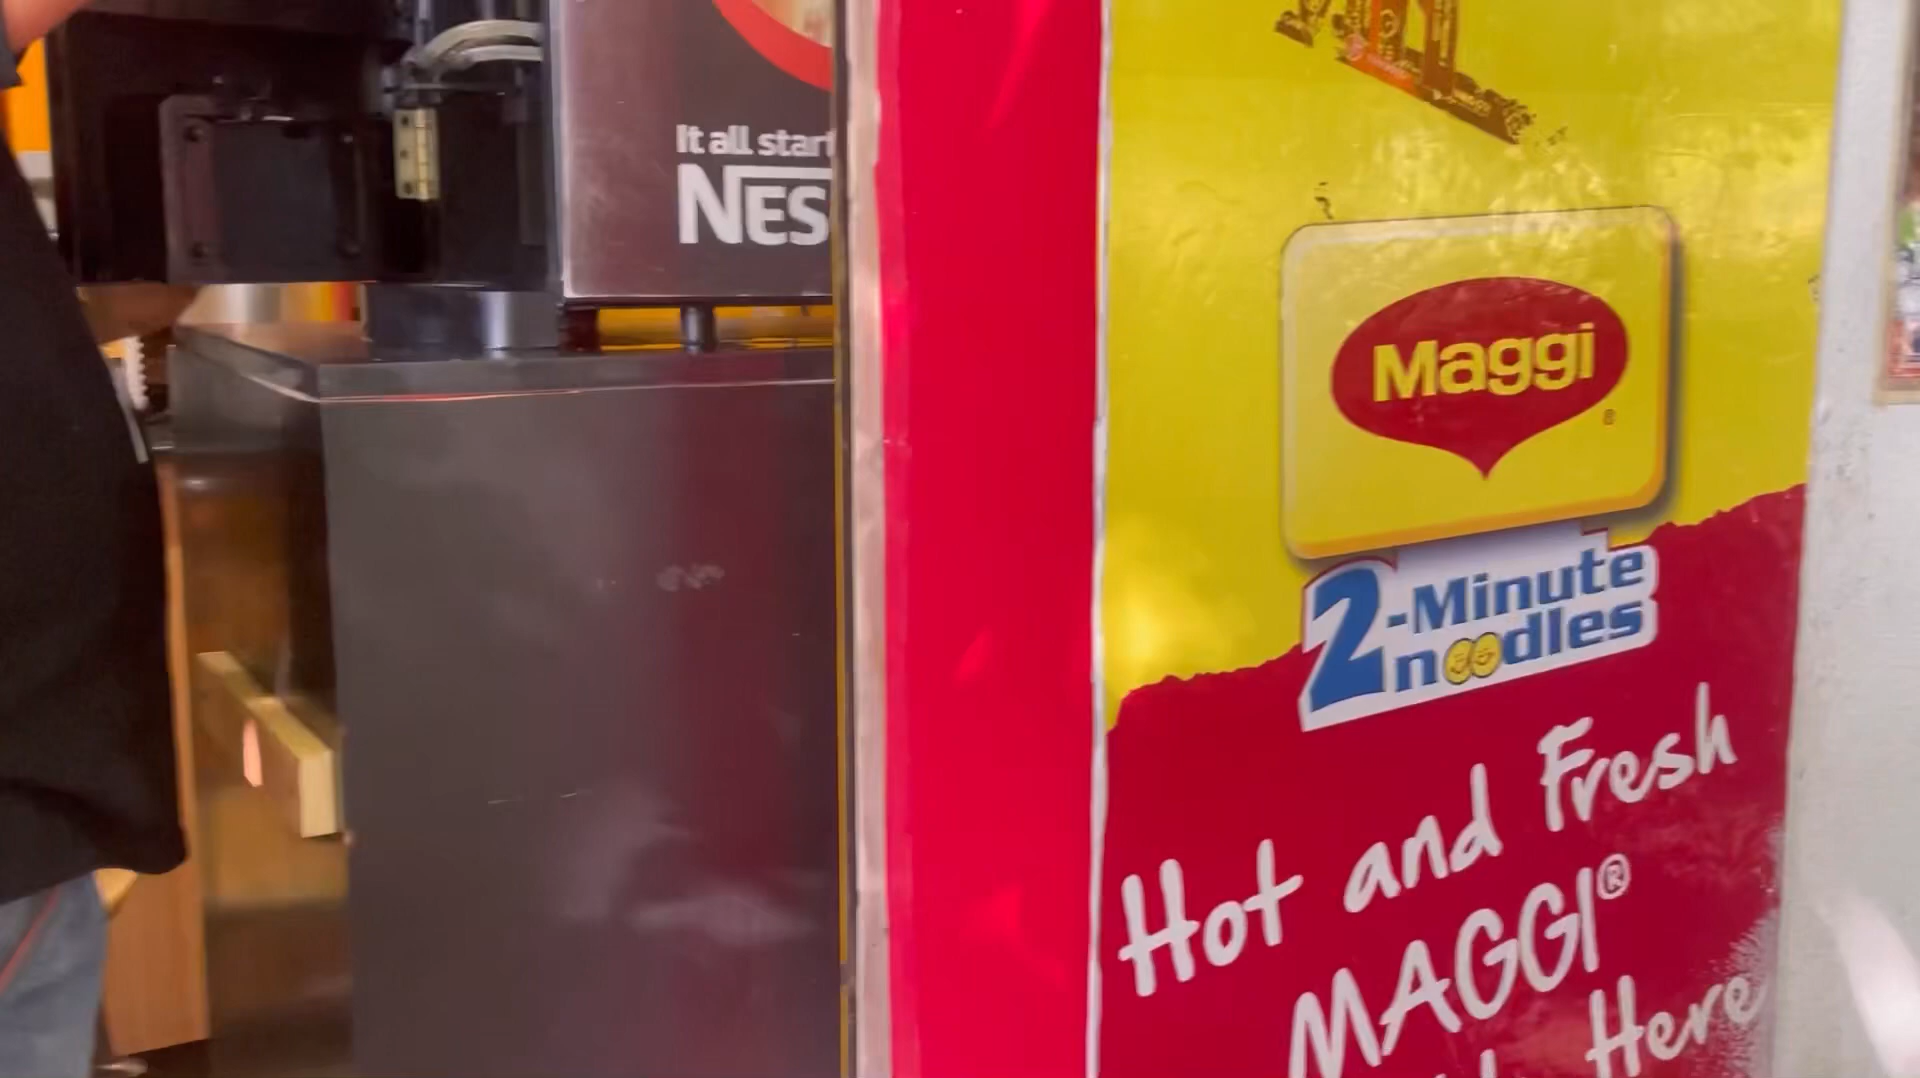 It all start
NES
Maggi
2-Minute
noodles
Hot and Fresh
MAGGI®
Here